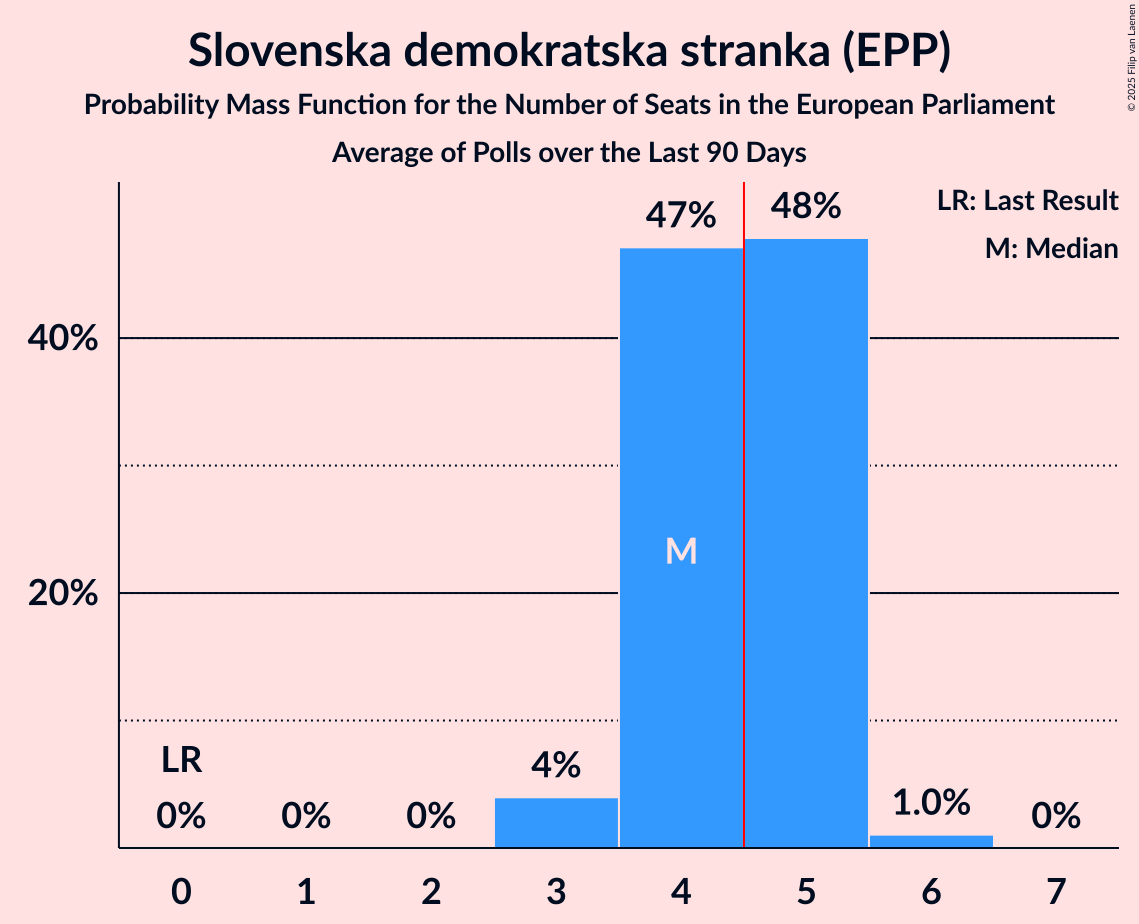 Slovenska demokratska stranka (EPP)
Probability Mass Function for the Number of Seats in the European Parliament
Average of Polls over the Last 90 Days
© 2025 Filip van Laenen
LR: Last Result
M: Median
47%
48%
40%
M
20%
LR
0%
0%
0%
4%
1.0%
0%
0
1
2
3
4
5
6
7